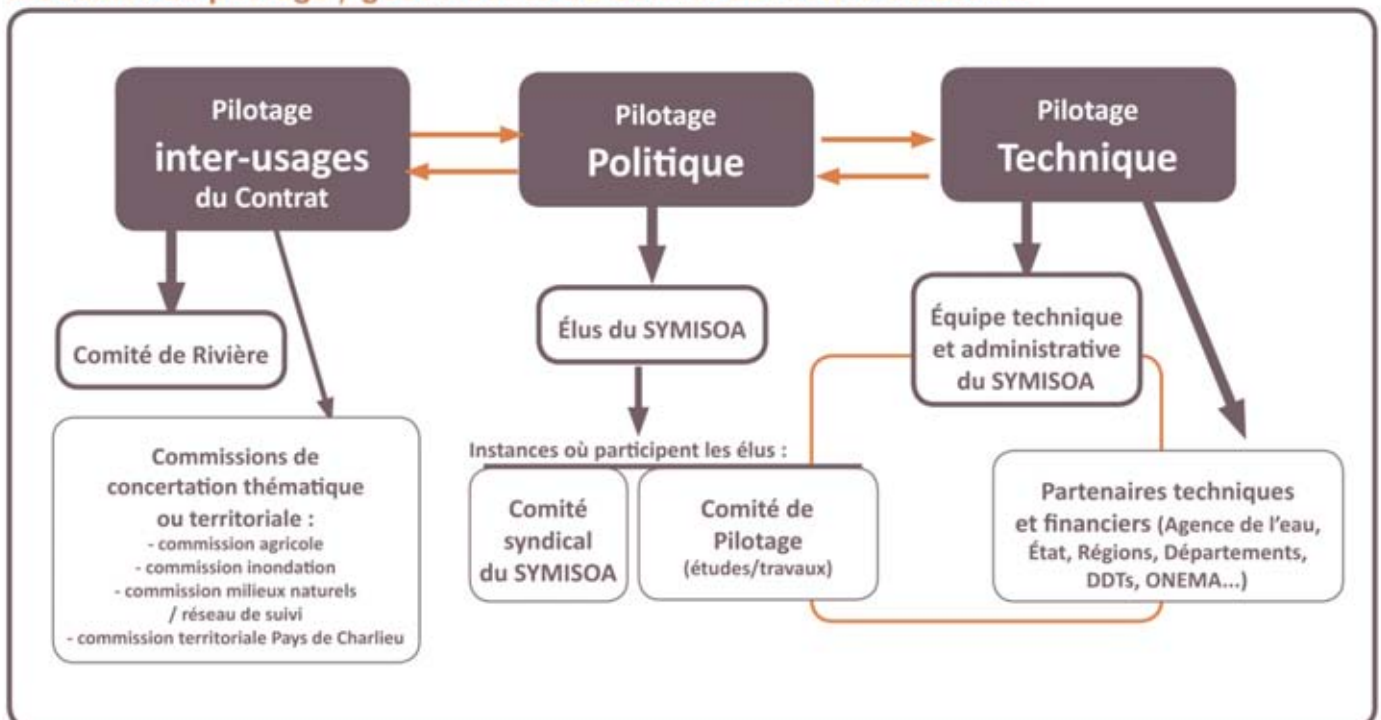 Pilotage
inter-usages
du Contrat
Pilotage
Politique
Pilotage
Technique
Comité de Rivière
Commissions de
concertation thématique
ou territoriale :
- commission agricole
- commission inondation
- commission milieux naturels
/ réseau de suivi
- commission territoriale Pays de Charlieu
Élus du SYMISOA
Instances où participent les élus :
Comité
syndical
du SYMISOA
Comité de
Pilotage
(études/travaux)
Équipe technique
et administrative
du SYMISOA
Partenaires techniques
et financiers (Agence de l'eau,
État, Régions, Départements,
DDTs, ONEMA...)